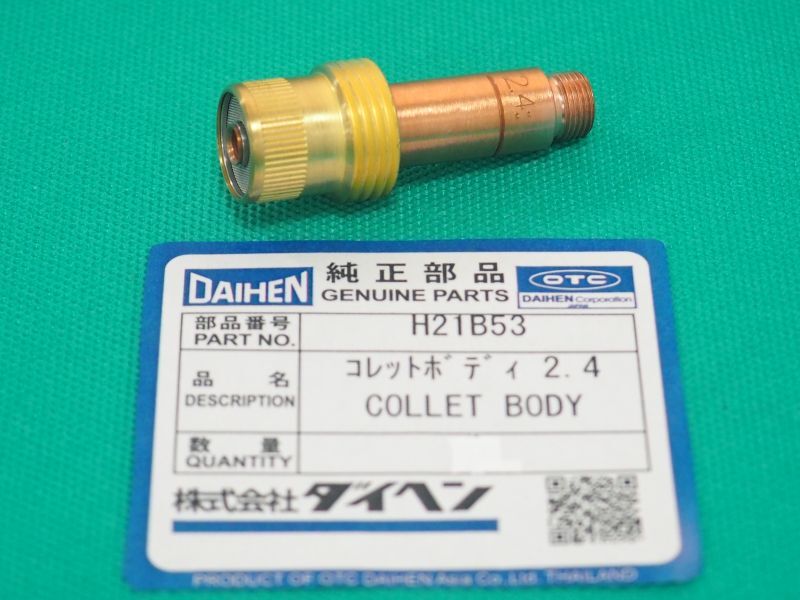 2.4
DAIHEN
純正部品
GENUINE PARTS
OTC
DAIHEN Corporation
JAPAN
部品番号
PART NO.
H21B53
品 名
DESCRIPTION
コレットボディ 2.4
COLLET BODY
数 量
QUANTITY
株式会社ダイヘン
PRODUCT OF OTC DAIHEN Asia Co., Ltd. THAILAND